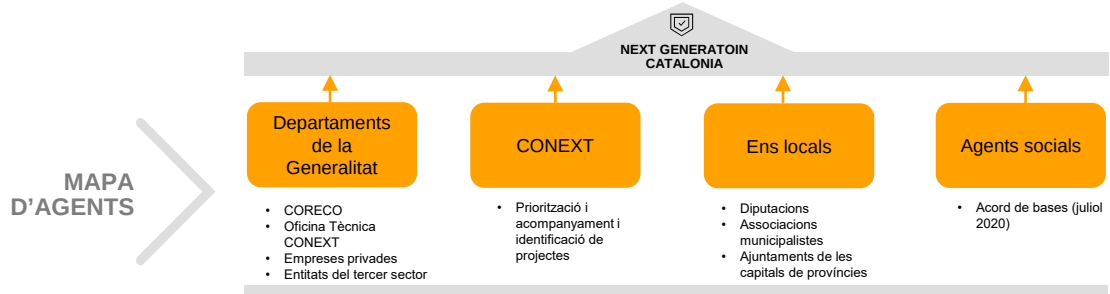 NEXT GENERATOIN
CATALONIA
MAPA
D'AGENTS
Departaments
de la
Generalitat
• CORECO
• Oficina Tècnica
CONEXT
• Empreses privades
• Entitats del tercer sector
CONEXT
• Priorització i
acompanyament i
identificació de
projectes
Ens locals
• Diputacions
• Associacions
municipalistes
• Ajuntaments de les
capitals de províncies
Agents socials
• Acord de bases (juliol
2020)